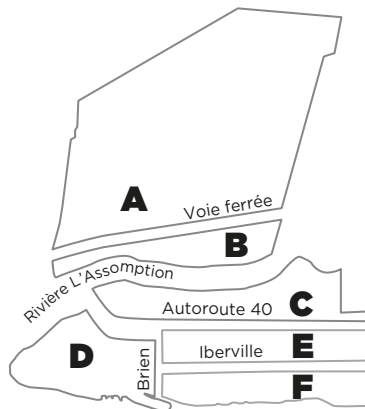 A
Voie ferrée
B
Rivière L'Assomption
Autoroute 40
C
D
Brien
Iberville
E
F